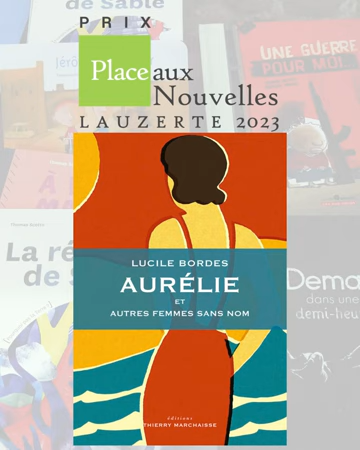 PRIX
Place aux
Nouvelles
LAUZERTE 2023
de Sable
UNE GUERRE
POUR MOI...
LUCILE BORDES
AURÉLIE
ET
AUTRES FEMMES SANS NOM
éditions
THIERRY MARCHAISSE
La ré
de S
Dema
dans une
demi-heu